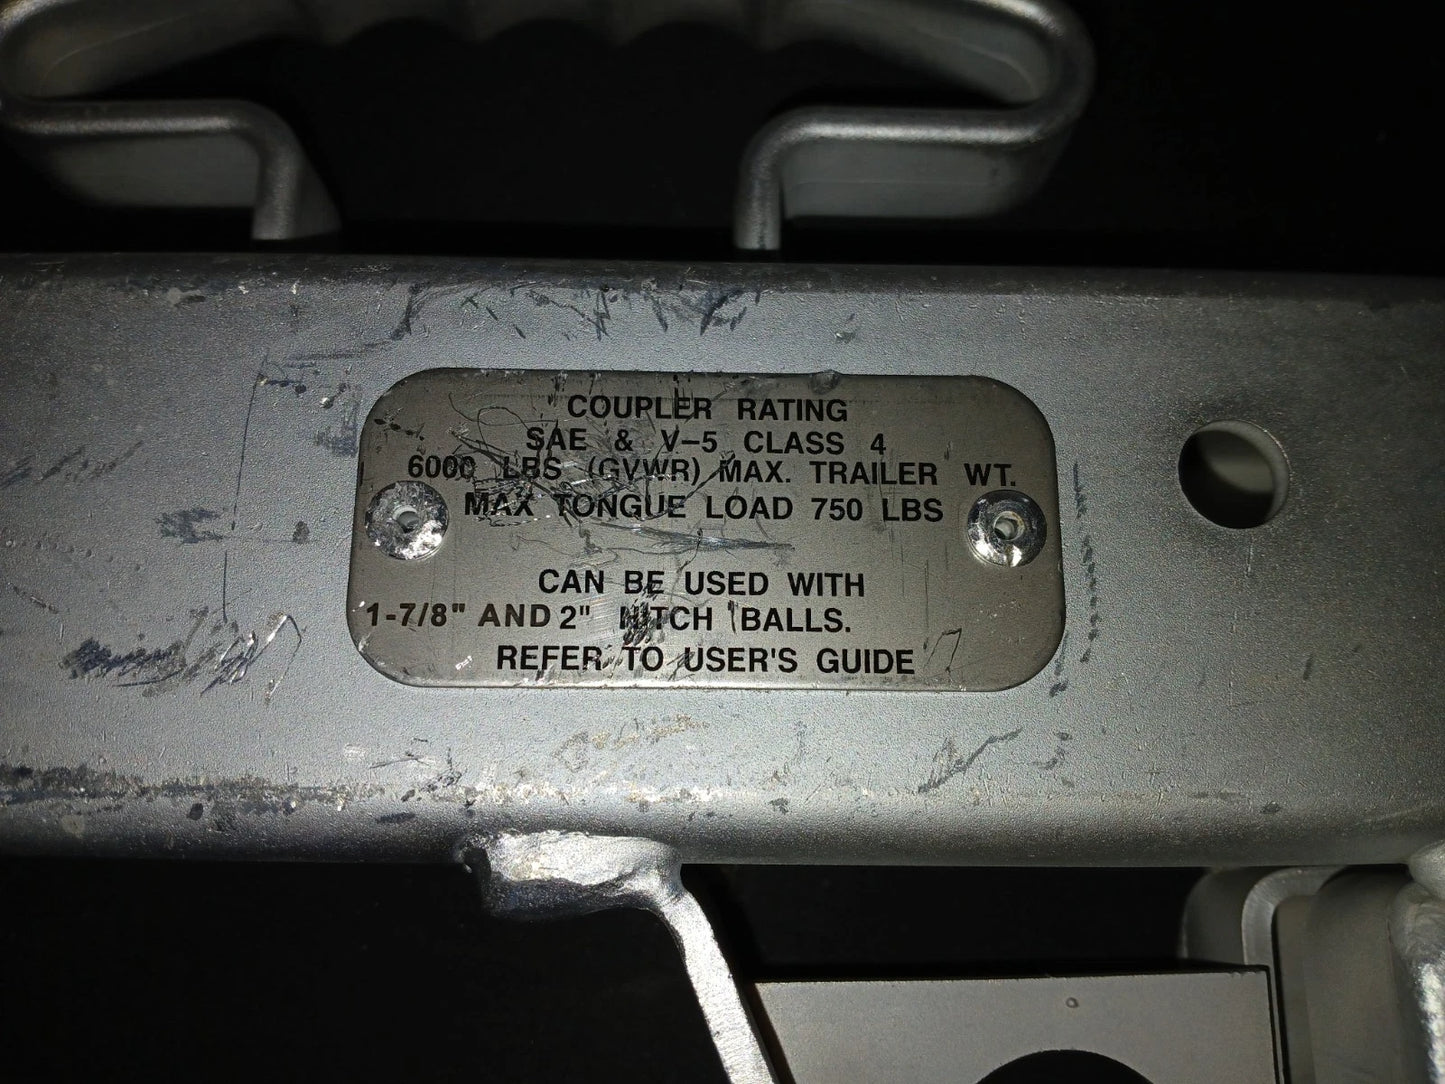 COUPLER RATING
SAE & V-5 CLASS 4
6000 LBS (GVWR) MAX. TRAILER WT.
MAX TONGUE LOAD 750 LBS
CAN BE USED WITH
1-7/8" AND 2" HITCH BALLS.
REFER TO USER'S GUIDE